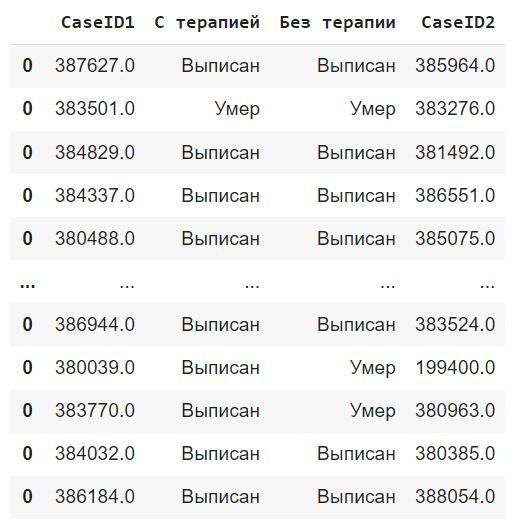 CaseID1 С терапией Без терапии CaseID2
0 387627.0 Выписан Выписан 385964.0
0 383501.0 Умер Умер 383276.0
0 384829.0 Выписан Выписан 381492.0
0 384337.0 Выписан Выписан 386551.0
0 380488.0 Выписан Выписан 385075.0
... ... ... ... ...
0 386944.0 Выписан Выписан 383524.0
0 380039.0 Выписан Умер 199400.0
0 383770.0 Выписан Умер 380963.0
0 384032.0 Выписан Выписан 380385.0
0 386184.0 Выписан Выписан 388054.0